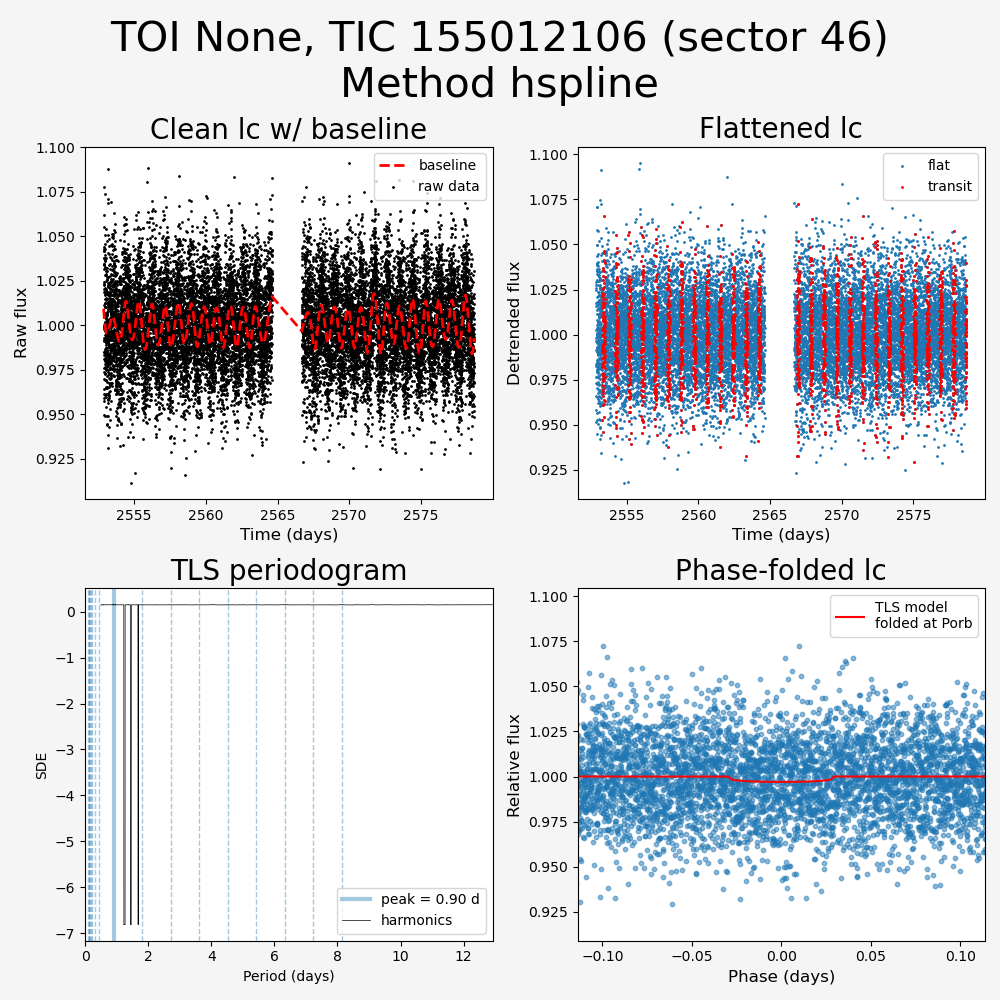 TOI None, TIC 155012106 (sector 46)
Method hspline
Clean lc w/ baseline
Raw flux
1.100
1.075
1.050
1.025
1.000
0.975
0.950
0.925
baseline
raw data
2555
2560
2565
2570
2575
Time (days)
Flattened lc
Detrended flux
1.100
1.075
1.050
1.025
1.000
0.975
0.950
0.925
flat
transit
2555
2560
2565
2570
2575
Time (days)
TLS periodogram
SDE
0
−1
−2
−3
−4
−5
−6
−7
peak = 0.90 d
harmonics
0
2
4
6
8
10
12
Period (days)
Phase-folded lc
Relative flux
1.100
1.075
1.050
1.025
1.000
0.975
0.950
0.925
TLS model
folded at Porb
−0.10
−0.05
0.00
0.05
0.10
Phase (days)